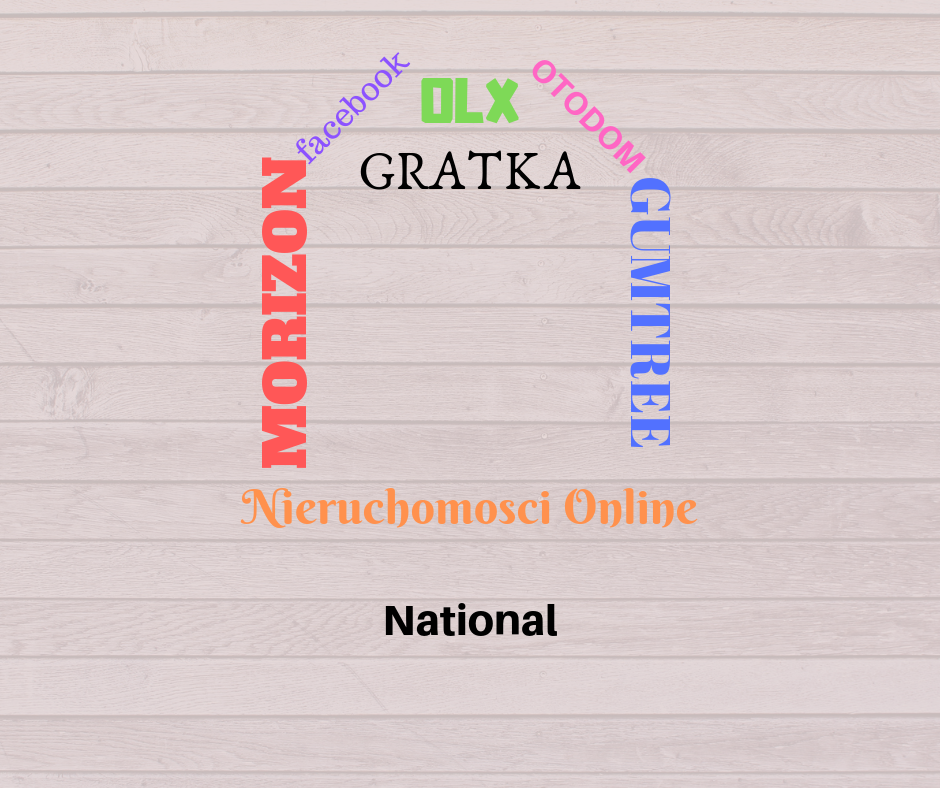 facebook
OLX
OTODOM
GRATKA
MORIZON
GUMTREE
Nieruchomosci Online
National